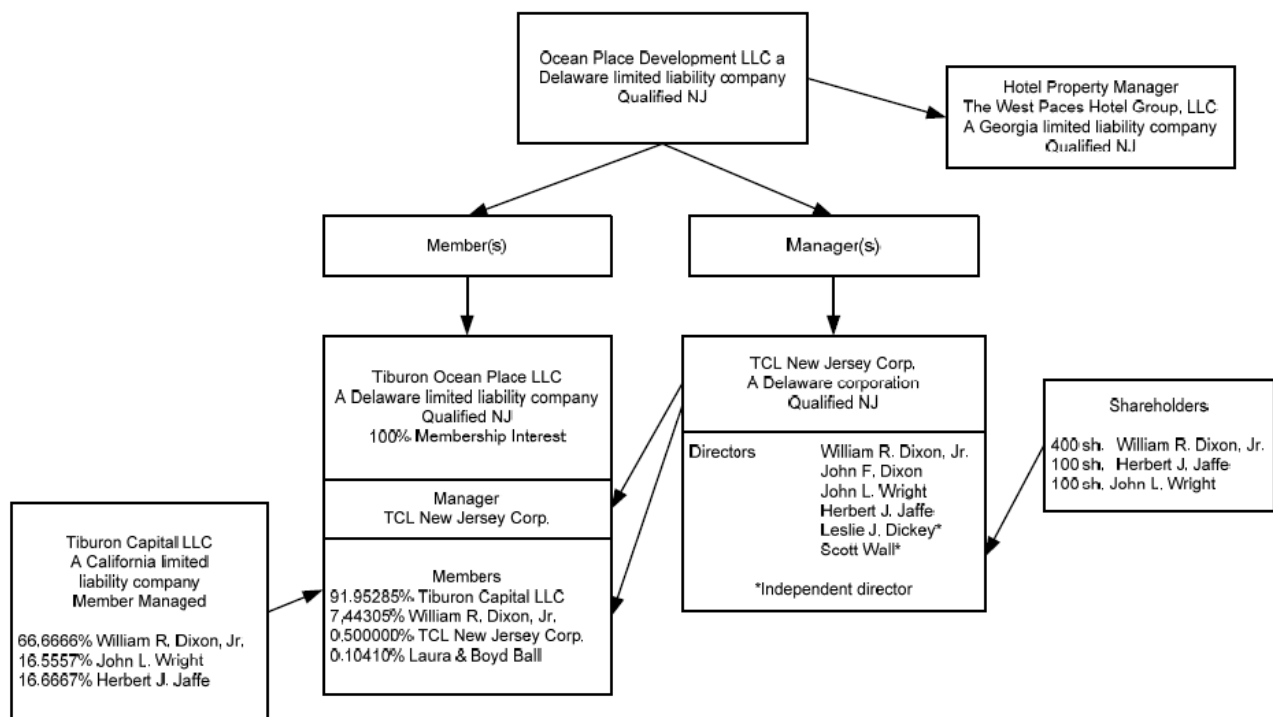 Ocean Place Development LLC a
Delaware limited liability company
Qualified NJ
Hotel Property Manager
The West Paces Hotel Group, LLC
A Georgia limited liability company
Qualified NJ
Member(s)
Manager(s)
Tiburon Ocean Place LLC
A Delaware limited liability company
Qualified NJ
100% Membership Interest
Manager
TCL New Jersey Corp.
Members
91.95285% Tiburon Capital LLC
7.44305% William R. Dixon, Jr.
0.500000% TCL New Jersey Corp.
0.10410% Laura & Boyd Ball
TCL New Jersey Corp.
A Delaware corporation
Qualified NJ
Directors
William R. Dixon, Jr.
John F. Dixon
John L. Wright
Herbert J. Jaffe
Leslie J. Dickey*
Scott Wall*
*Independent director
Shareholders
400 sh. William R. Dixon, Jr.
100 sh. Herbert J. Jaffe
100 sh. John L. Wright
Tiburon Capital LLC
A California limited
liability company
Member Managed
66.6666% William R. Dixon, Jr.
16.5557% John L. Wright
16.6667% Herbert J. Jaffe